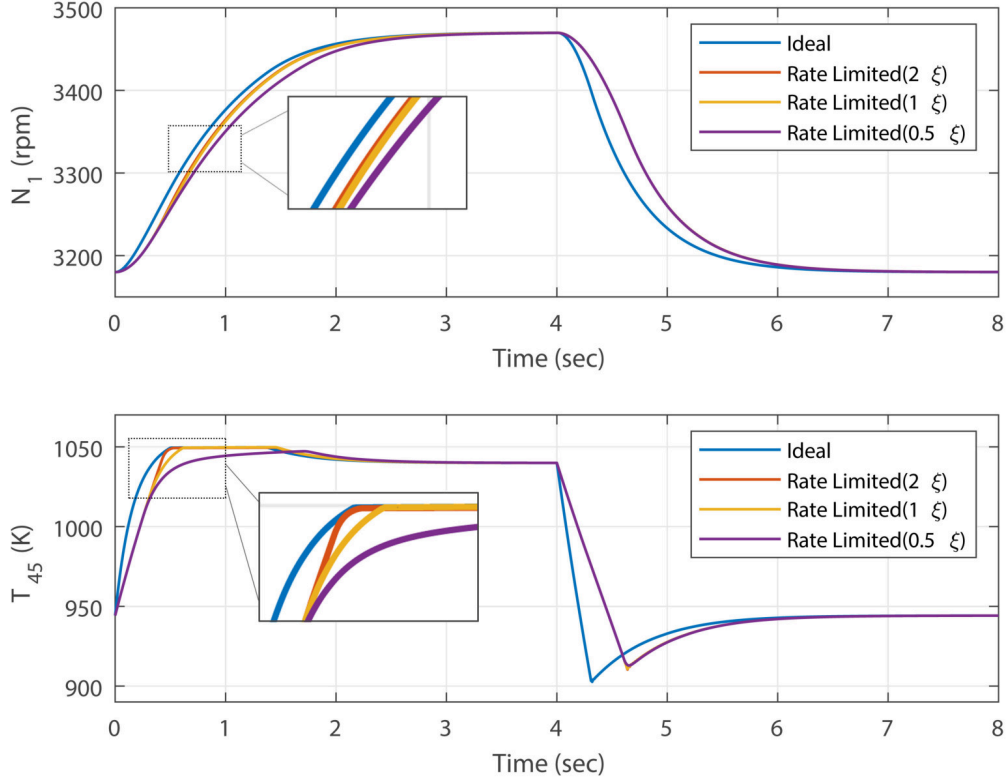 3500
3400
3300
3200
N1 (rpm)
Ideal
Rate Limited(2 ξ)
Rate Limited(1 ξ)
Rate Limited(0.5 ξ)
0 1 2 3 4 5 6 7 8
Time (sec)
1050
1000
950
900
T45 (K)
Ideal
Rate Limited(2 ξ)
Rate Limited(1 ξ)
Rate Limited(0.5 ξ)
0 1 2 3 4 5 6 7 8
Time (sec)